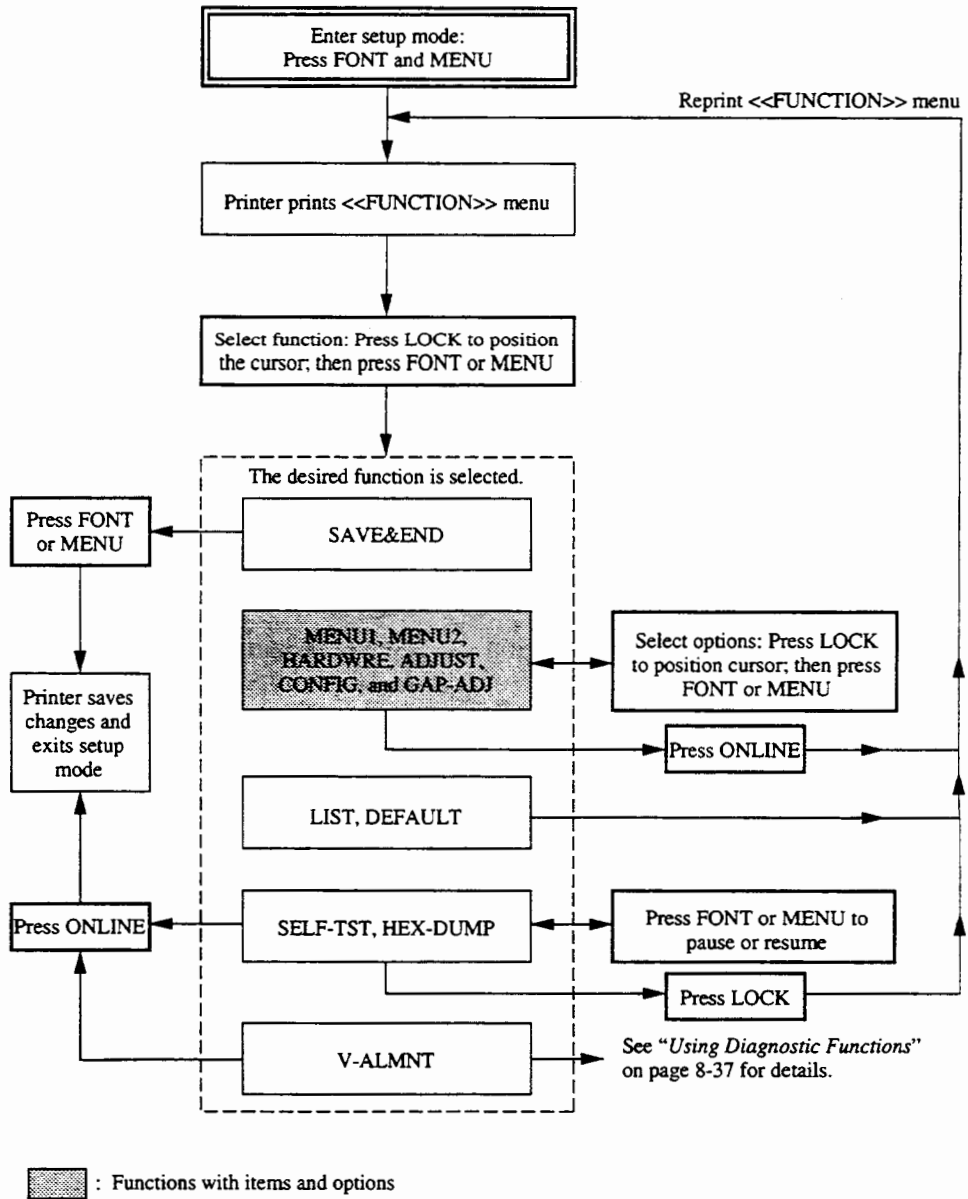 Enter setup mode:
Press FONT and MENU
Reprint <<FUNCTION>> menu
Printer prints <<FUNCTION>> menu
Select function: Press LOCK to position
the cursor; then press FONT or MENU
The desired function is selected.
Press FONT
or MENU
SAVE&END
MENU1, MENU2,
HARDWRE, ADJUST,
CONFIG, and GAP-ADJ
Select options: Press LOCK
to position cursor; then press
FONT or MENU
Printer saves
changes and
exits setup
mode
Press ONLINE
LIST, DEFAULT
Press ONLINE
SELF-TST, HEX-DUMP
Press FONT or MENU to
pause or resume
Press LOCK
V-ALMNT
See “Using Diagnostic Functions”
on page 8-37 for details.
: Functions with items and options